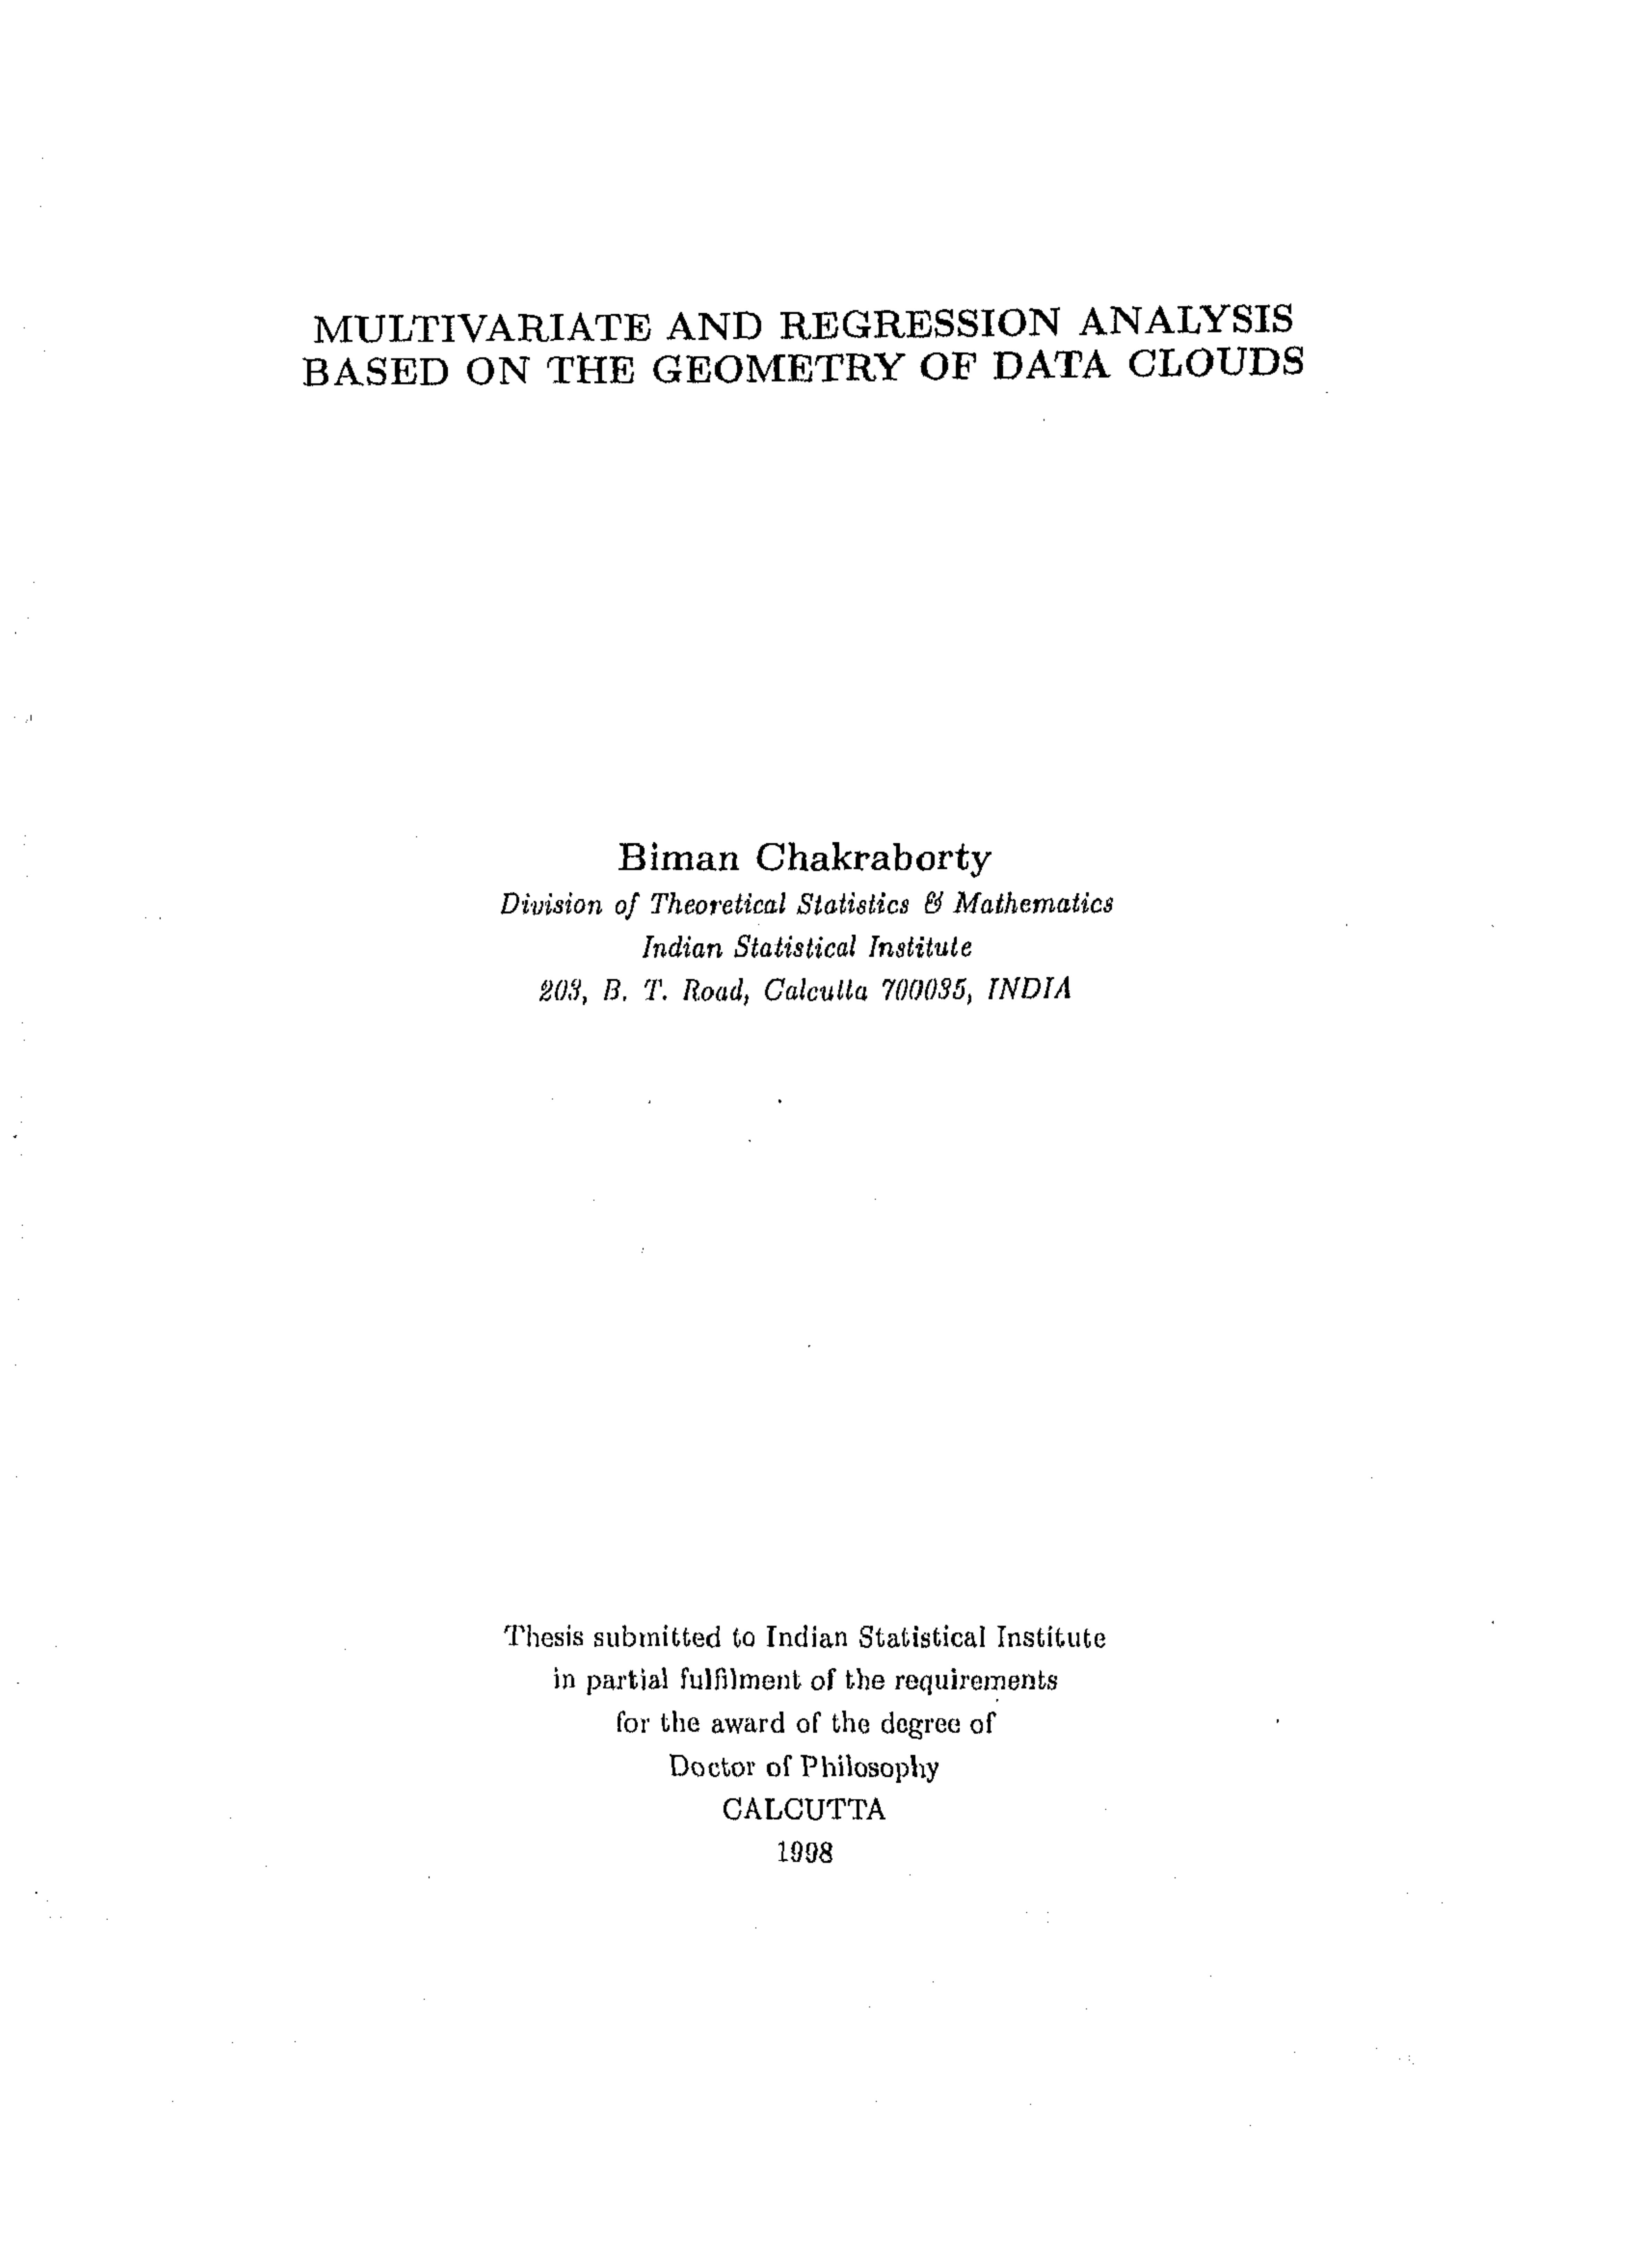 MULTIVARIATE AND REGRESSION ANALYSIS
BASED ON THE GEOMETRY OF DATA CLOUDS
Biman Chakraborty
Division of Theoretical Statistics & Mathematics
Indian Statistical Institute
203, B. T. Road, Calcutta 700035, INDIA
Thesis submitted to Indian Statistical Institute
in partial fulfilment of the requirements
for the award of the degree of
Doctor of Philosophy
CALCUTTA
1998